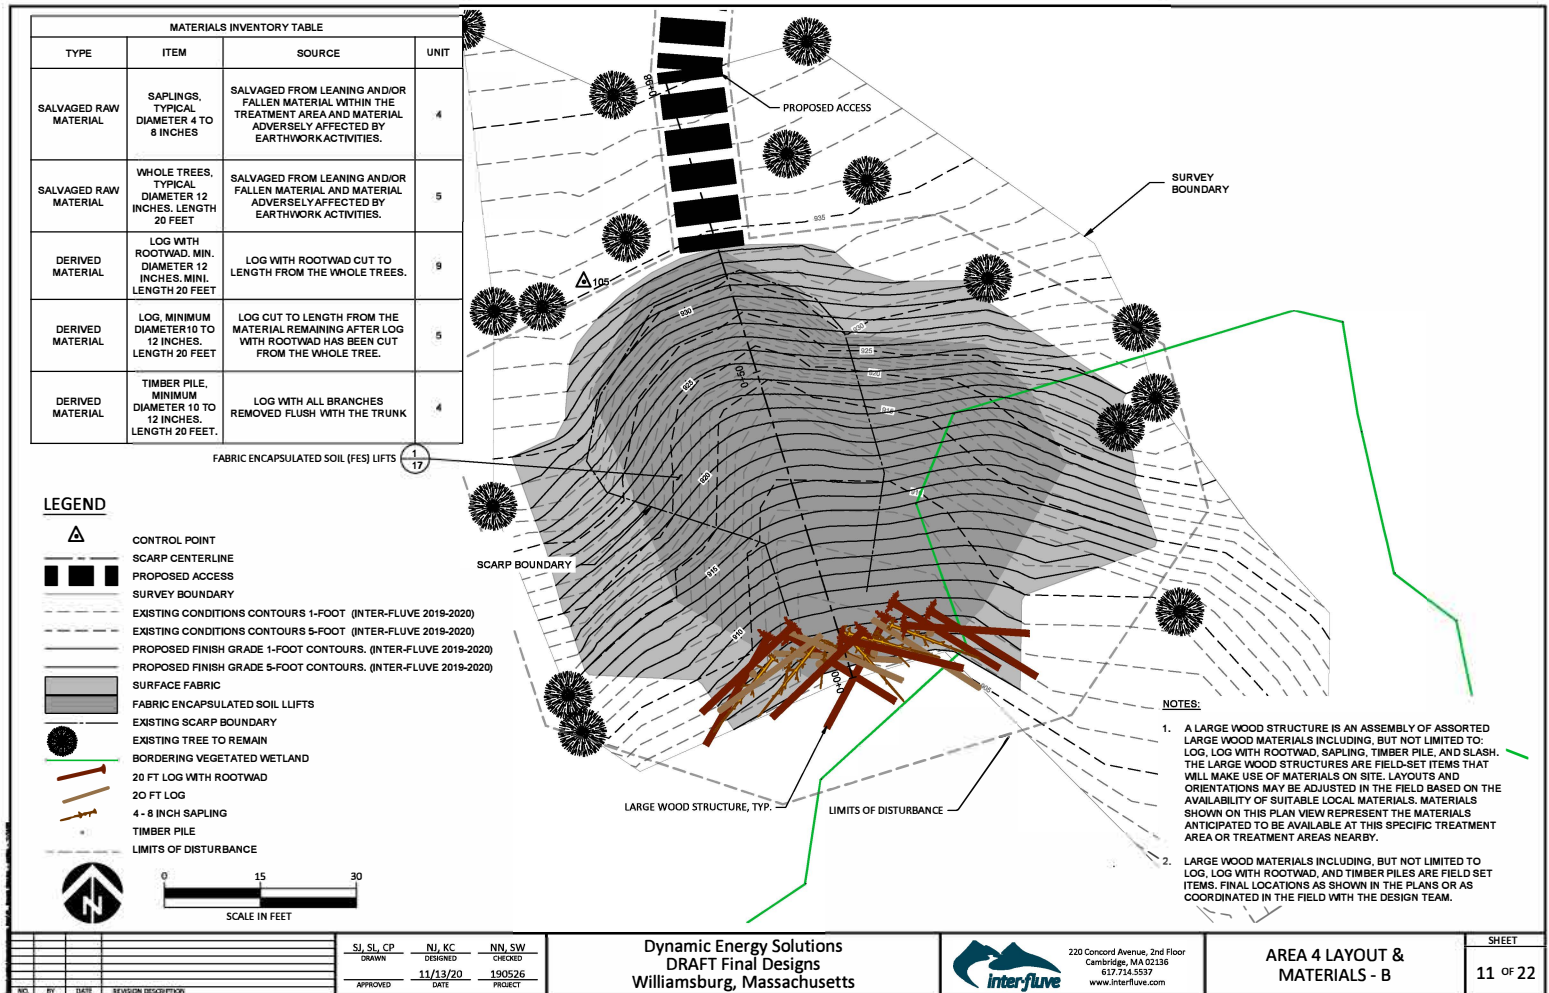 MATERIALS INVENTORY TABLE
TYPE ITEM SOURCE UNIT
SALVAGED RAW MATERIAL
SAPLINGS,
TYPICAL
DIAMETER 4 TO
8 INCHES
SALVAGED FROM LEANING AND/OR
FALLEN MATERIAL WITHIN THE
TREATMENT AREA AND MATERIAL
ADVERSELY AFFECTED BY
EARTHWORK ACTIVITIES.
4
SALVAGED RAW
MATERIAL
WHOLE TREES,
TYPICAL
DIAMETER 12
INCHES. LENGTH
20 FEET
SALVAGED FROM LEANING AND/OR
FALLEN MATERIAL AND MATERIAL
ADVERSELY AFFECTED BY
EARTHWORK ACTIVITIES.
5
DERIVED
MATERIAL
LOG WITH
ROOTWAD. MIN.
DIAMETER 12
INCHES. MINI.
LENGTH 20 FEET
LOG WITH ROOTWAD CUT TO
LENGTH FROM THE WHOLE TREES.
9
DERIVED
MATERIAL
LOG, MINIMUM
DIAMETER10 TO
12 INCHES.
LENGTH 20 FEET
LOG CUT TO LENGTH FROM THE
MATERIAL REMAINING AFTER LOG
WITH ROOTWAD HAS BEEN CUT
FROM THE WHOLE TREE.
5
DERIVED
MATERIAL
TIMBER PILE,
MINIMUM
DIAMETER 10 TO
12 INCHES.
LENGTH 20 FEET.
LOG WITH ALL BRANCHES
REMOVED FLUSH WITH THE TRUNK
4
FABRIC ENCAPSULATED SOIL (FES) LIFTS
1
17
PROPOSED ACCESS
SURVEY
BOUNDARY
0+98
935
105
930
930
925
925
920
0+50
920
915
915
910
0+00
905
SCARP BOUNDARY
LARGE WOOD STRUCTURE, TYP.
LIMITS OF DISTURBANCE
LEGEND
CONTROL POINT
SCARP CENTERLINE
PROPOSED ACCESS
SURVEY BOUNDARY
EXISTING CONDITIONS CONTOURS 1-FOOT (INTER-FLUVE 2019-2020)
EXISTING CONDITIONS CONTOURS 5-FOOT (INTER-FLUVE 2019-2020)
PROPOSED FINISH GRADE 1-FOOT CONTOURS. (INTER-FLUVE 2019-2020)
PROPOSED FINISH GRADE 5-FOOT CONTOURS. (INTER-FLUVE 2019-2020)
SURFACE FABRIC
FABRIC ENCAPSULATED SOIL LLIFTS
EXISTING SCARP BOUNDARY
EXISTING TREE TO REMAIN
BORDERING VEGETATED WETLAND
20 FT LOG WITH ROOTWAD
20 FT LOG
4 - 8 INCH SAPLING
TIMBER PILE
LIMITS OF DISTURBANCE
N
0 15 30
SCALE IN FEET
NOTES:
1. A LARGE WOOD STRUCTURE IS AN ASSEMBLY OF ASSORTED
LARGE WOOD MATERIALS INCLUDING, BUT NOT LIMITED TO:
LOG, LOG WITH ROOTWAD, SAPLING, TIMBER PILE, AND SLASH.
THE LARGE WOOD STRUCTURES ARE FIELD-SET ITEMS THAT
WILL MAKE USE OF MATERIALS ON SITE. LAYOUTS AND
ORIENTATIONS MAY BE ADJUSTED IN THE FIELD BASED ON THE
AVAILABILITY OF SUITABLE LOCAL MATERIALS. MATERIALS
SHOWN ON THIS PLAN VIEW REPRESENT THE MATERIALS
ANTICIPATED TO BE AVAILABLE AT THIS SPECIFIC TREATMENT
AREA OR TREATMENT AREAS NEARBY.
2. LARGE WOOD MATERIALS INCLUDING, BUT NOT LIMITED TO
LOG, LOG WITH ROOTWAD, AND TIMBER PILES ARE FIELD SET
ITEMS. FINAL LOCATIONS AS SHOWN IN THE PLANS OR AS
COORDINATED IN THE FIELD WITH THE DESIGN TEAM.
NO. BY DATE REVISION DESCRIPTION
SJ, SL, CP NJ, KC NN, SW
DRAWN DESIGNED CHECKED
11/13/20 190526
APPROVED DATE PROJECT
Dynamic Energy Solutions
DRAFT Final Designs
Williamsburg, Massachusetts
inter-fluve
220 Concord Avenue, 2nd Floor
Cambridge, MA 02136
617.714.5537
www.interfluve.com
AREA 4 LAYOUT &
MATERIALS - B
SHEET
11 OF 22